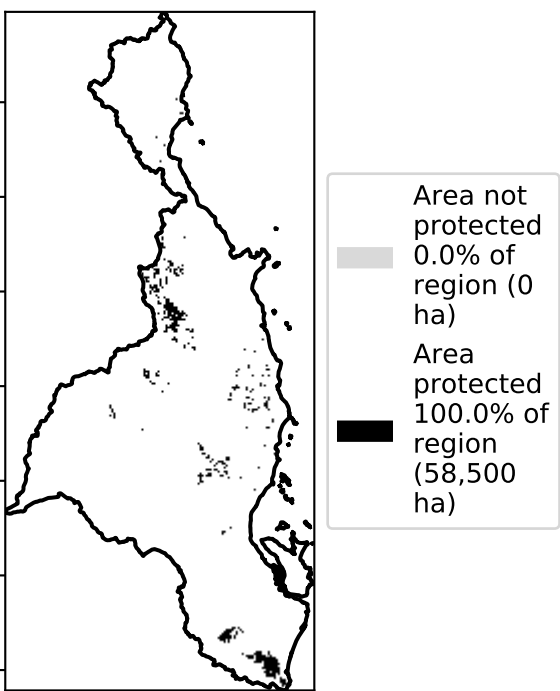 Area not
protected
0.0% of
region (0
ha)
Area
protected
100.0% of
region
(58,500
ha)